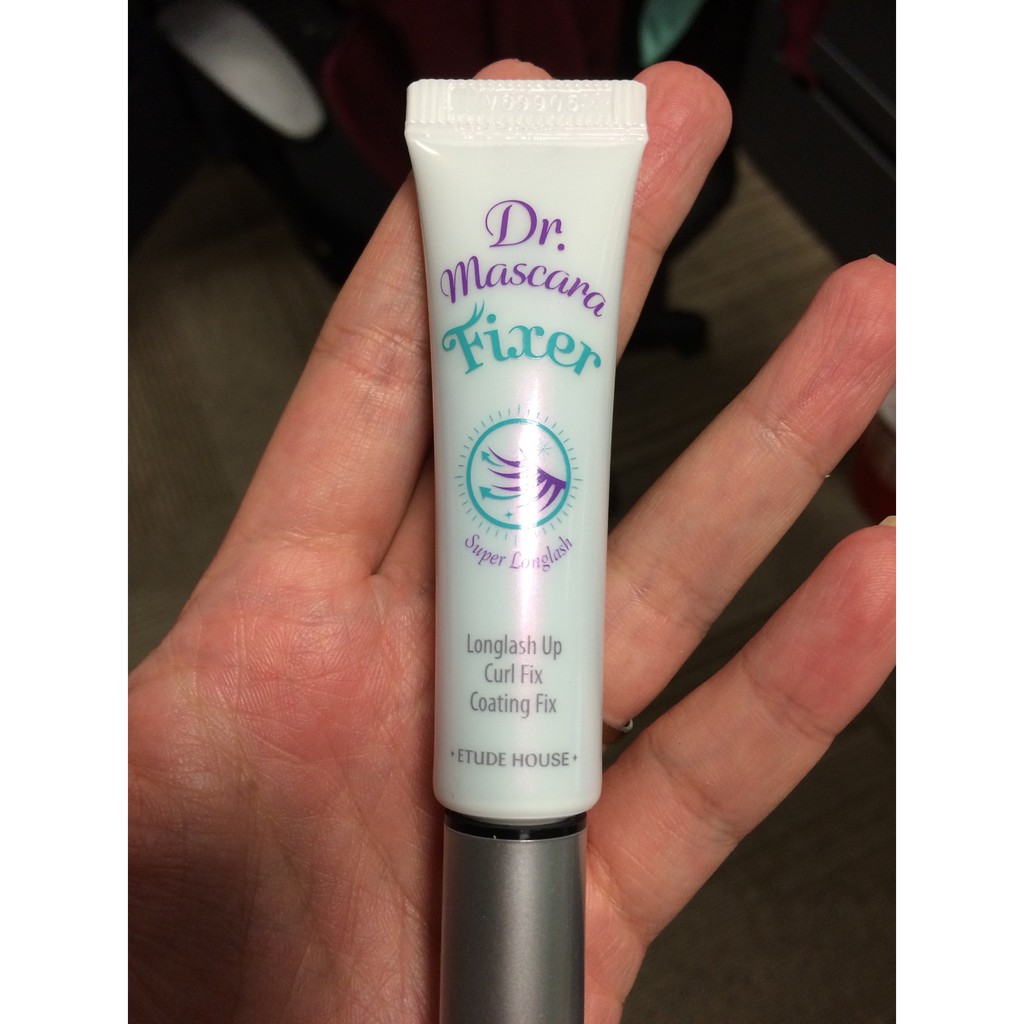 Dr.
Mascara
Fixer
Super Longlash
Longlash Up
Curl Fix
Coating Fix
ETUDE HOUSE